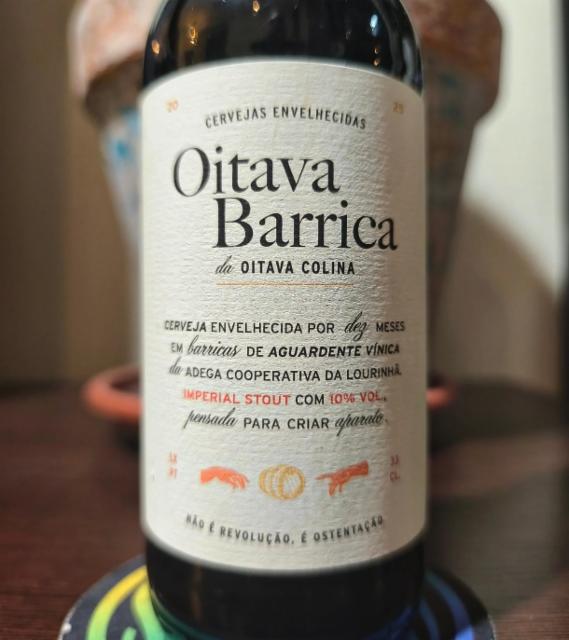 20 25
CERVEJAS ENVELHECIDAS
Oitava
Barrica
da OITAVA COLINA
CERVEJA ENVELHECIDA POR dez MESES
EM barricas DE AGUARDENTE VÍNICA
da ADEGA COOPERATIVA DA LOURINHÃ.
IMPERIAL STOUT COM 10% VOL.,
pensada PARA CRIAR aparato.
33
CL.
NÃO É REVOLUÇÃO, É OSTENTAÇÃO